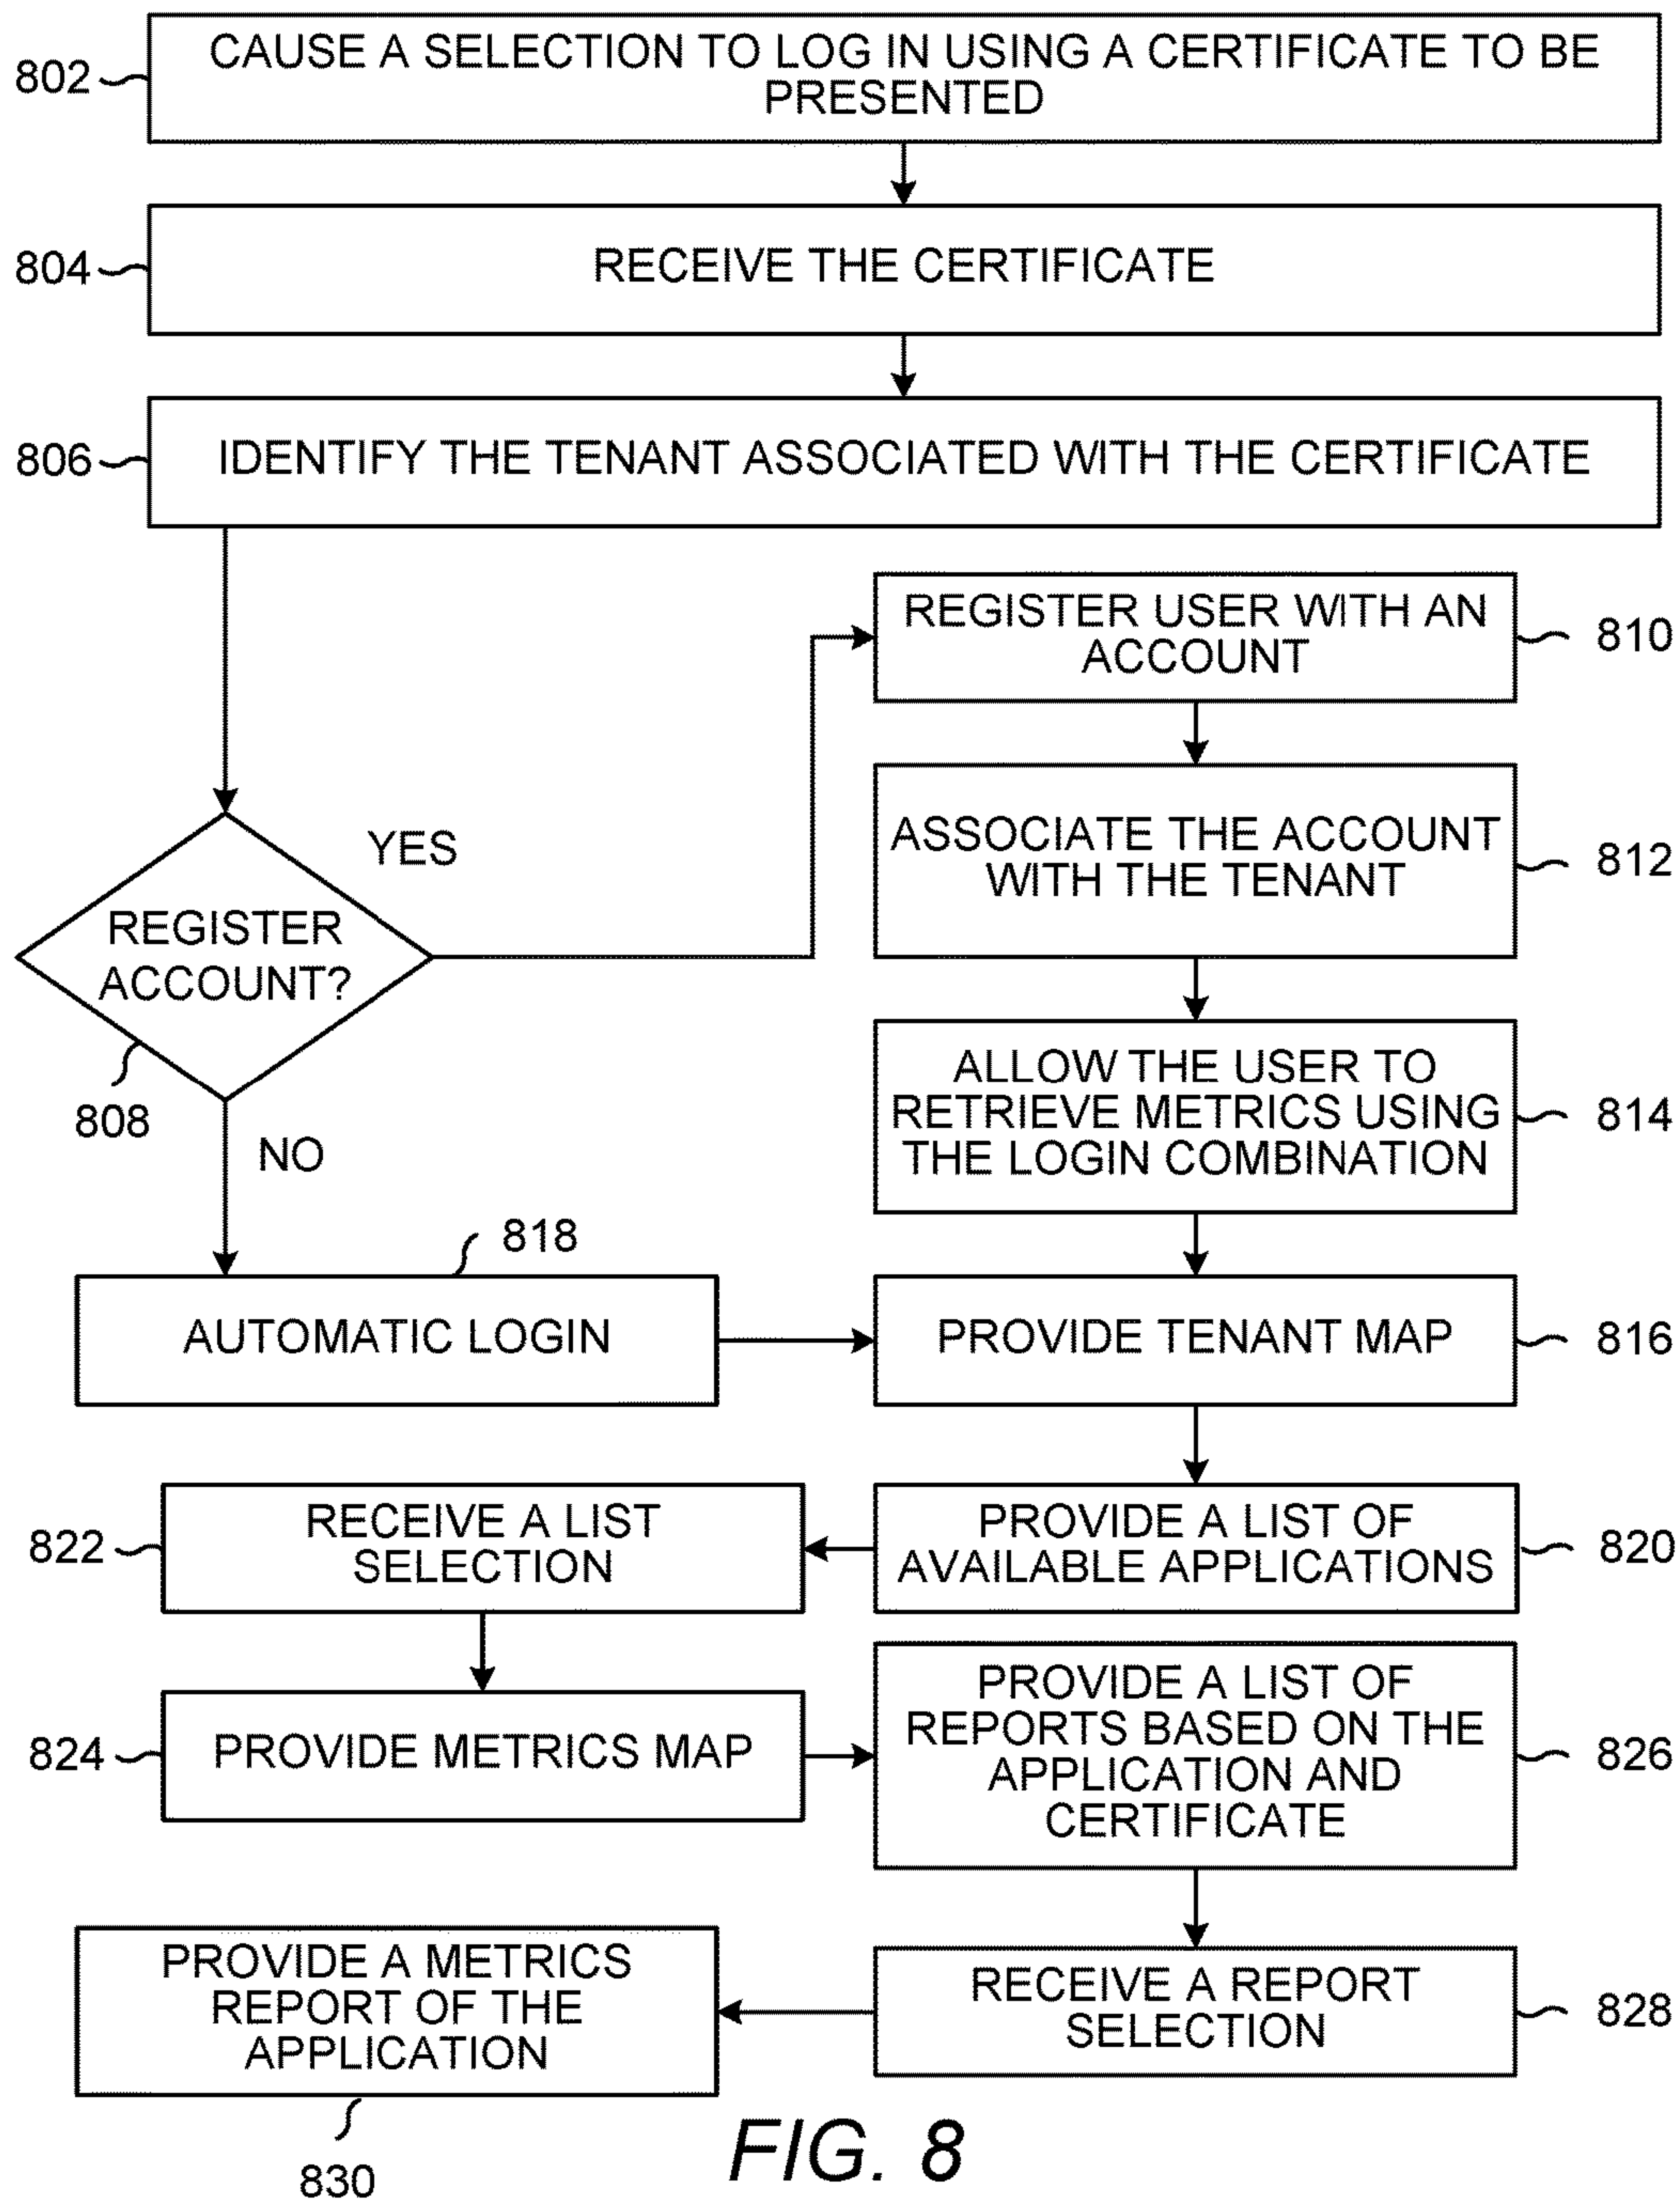 802
CAUSE A SELECTION TO LOG IN USING A CERTIFICATE TO BE
PRESENTED
804
RECEIVE THE CERTIFICATE
806
IDENTIFY THE TENANT ASSOCIATED WITH THE CERTIFICATE
REGISTER USER WITH AN
ACCOUNT
810
ASSOCIATE THE ACCOUNT
WITH THE TENANT
812
YES
REGISTER
ACCOUNT?
808
NO
ALLOW THE USER TO
RETRIEVE METRICS USING
THE LOGIN COMBINATION
814
818
AUTOMATIC LOGIN
PROVIDE TENANT MAP
816
822
RECEIVE A LIST
SELECTION
PROVIDE A LIST OF
AVAILABLE APPLICATIONS
820
824
PROVIDE METRICS MAP
PROVIDE A LIST OF
REPORTS BASED ON THE
APPLICATION AND
CERTIFICATE
826
PROVIDE A METRICS
REPORT OF THE
APPLICATION
830
RECEIVE A REPORT
SELECTION
828
FIG. 8